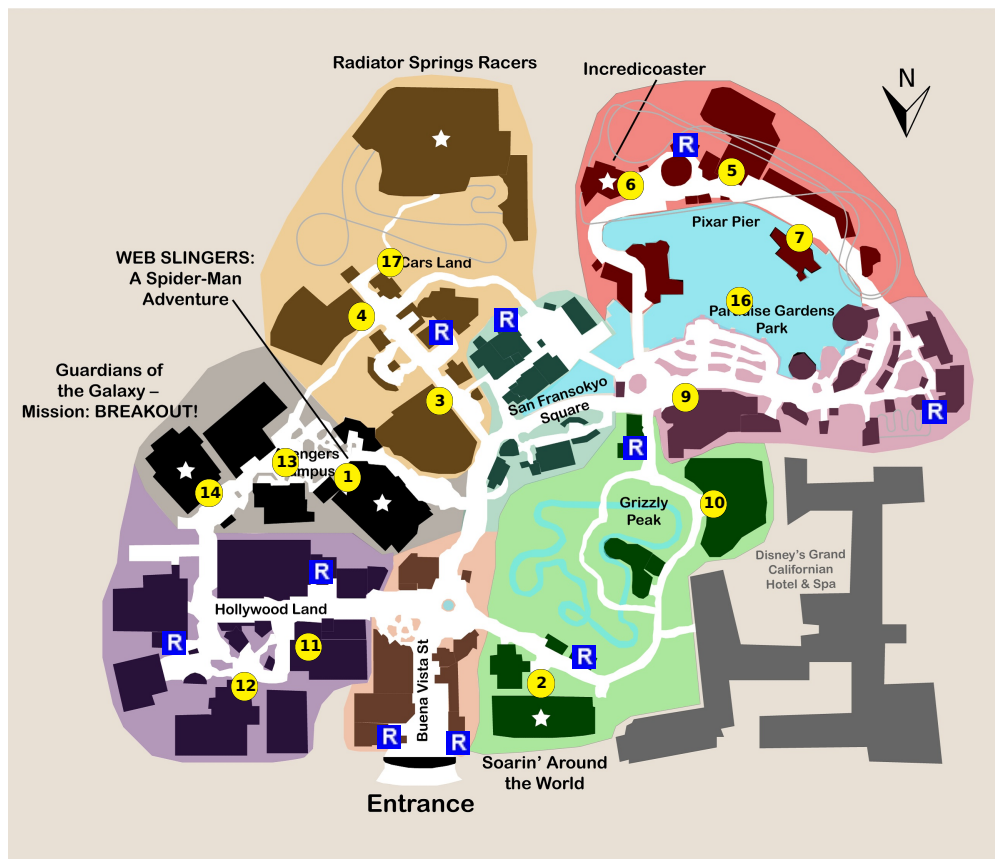 Radiator Springs Racers
Incredicoaster
N
R
5
6
Pixar Pier
7
WEB SLINGERS:
A Spider-Man
Adventure
17
Cars Land
16
Paradise Gardens
Park
4
R
R
Guardians of
the Galaxy –
Mission: BREAKOUT!
3
San Fransokyo
Square
9
R
R
13
Avengers
Campus
1
14
Grizzly
Peak
10
Disney's Grand
Californian
Hotel & Spa
R
Hollywood Land
R
11
12
Buena Vista St
R
2
R
R
Soarin' Around
the World
Entrance